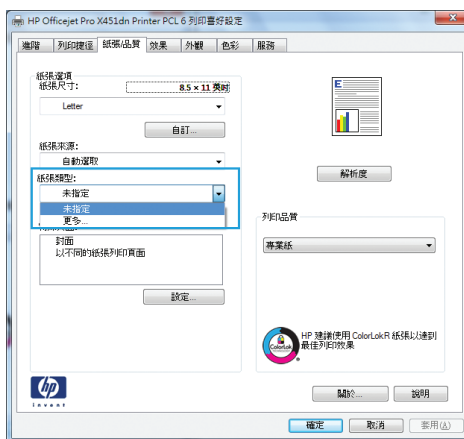 HP Officejet Pro X451dn Printer PCL 6 列印喜好設定
進階 列印捷徑 紙張/品質 效果 外觀 色彩 服務
紙張選項
紙張尺寸: 8.5 × 11 英吋
Letter
自訂...
紙張來源:
自動選取
紙張類型:
未指定
未指定
更多...
封面
以不同的紙張列印頁面
設定...
E
解析度
列印品質
專業紙
ColorLok
HP 建議使用 ColorLokR 紙張以達到
最佳列印效果
hp
invent
關於... 說明
確定 取消 套用(A)